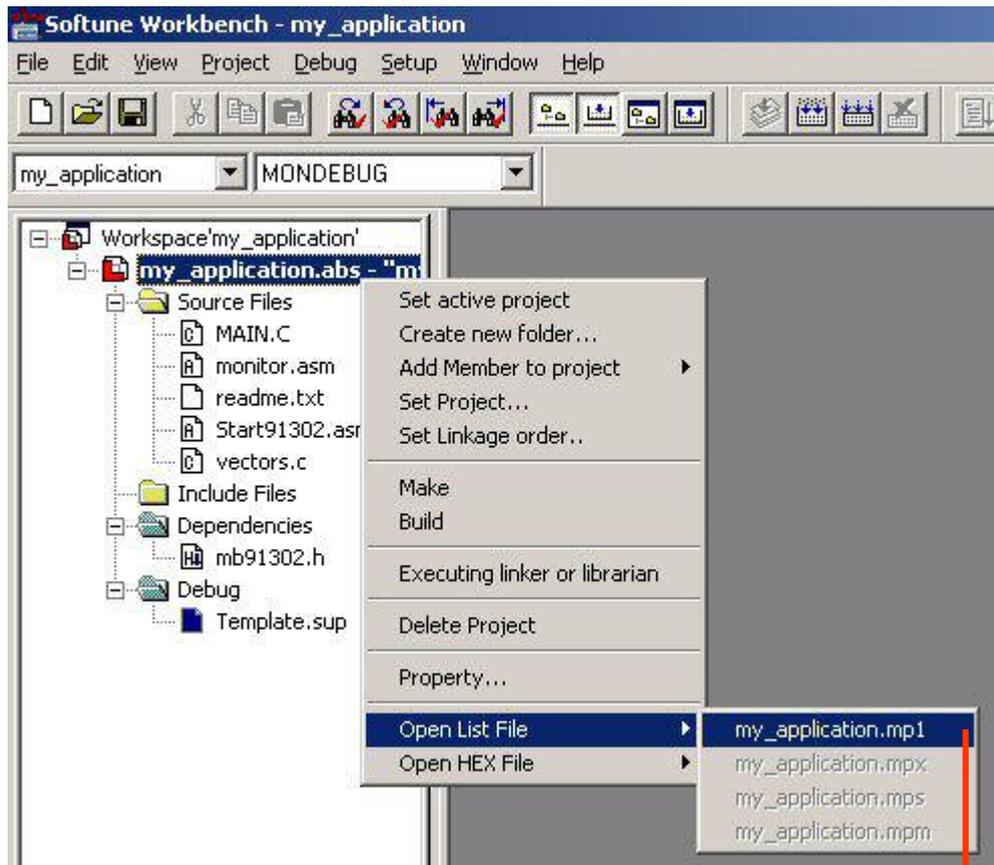 Softune Workbench - my_application
File Edit View Project Debug Setup Window Help
my_application MONDEBUG
Workspace'my_application'
my_application.abs - "my
Source Files
MAIN.C
monitor.asm
readme.txt
Start91302.asm
vectors.c
Include Files
Dependencies
mb91302.h
Debug
Template.sup
Set active project
Create new folder...
Add Member to project
Set Project...
Set Linkage order..
Make
Build
Executing linker or librarian
Delete Project
Property...
Open List File
Open HEX File
my_application.mp1
my_application.mpx
my_application.mps
my_application.mpm